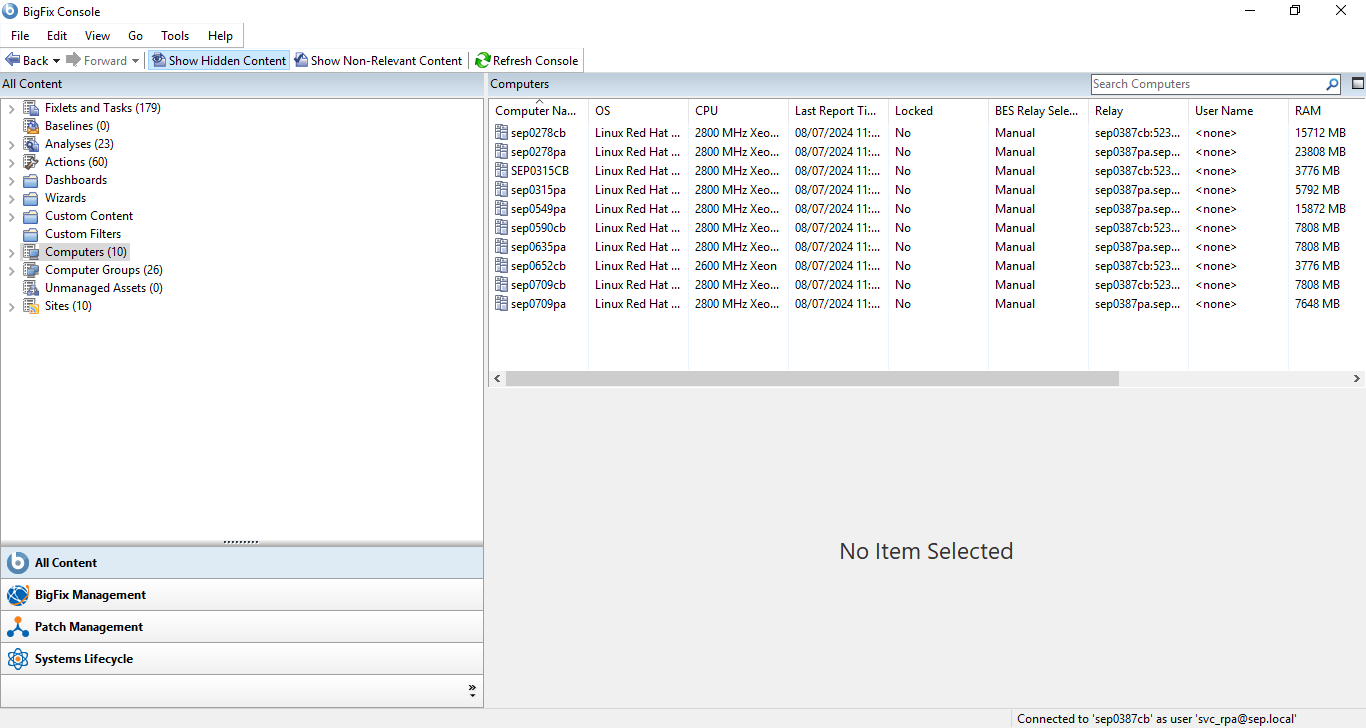 BigFix Console
File Edit View Go Tools Help
Back Forward Show Hidden Content Show Non-Relevant Content Refresh Console
All Content
Fixlets and Tasks (179)
Baselines (0)
Analyses (23)
Actions (60)
Dashboards
Wizards
Custom Content
Custom Filters
Computers (10)
Computer Groups (26)
Unmanaged Assets (0)
Sites (10)
All Content
BigFix Management
Patch Management
Systems Lifecycle
Computers Search Computers
Computer Na... OS CPU Last Report Ti... Locked BES Relay Sele... Relay User Name RAM
sep0278cb Linux Red Hat ... 2800 MHz Xeo... 08/07/2024 11:... No Manual sep0387cb:523... <none> 15712 MB
sep0278pa Linux Red Hat ... 2800 MHz Xeo... 08/07/2024 11:... No Manual sep0387pa.sep... <none> 23808 MB
SEP0315CB Linux Red Hat ... 2800 MHz Xeo... 08/07/2024 11:... No Manual sep0387cb:523... <none> 3776 MB
sep0315pa Linux Red Hat ... 2800 MHz Xeo... 08/07/2024 11:... No Manual sep0387pa.sep... <none> 5792 MB
sep0549pa Linux Red Hat ... 2800 MHz Xeo... 08/07/2024 11:... No Manual sep0387pa.sep... <none> 15872 MB
sep0590cb Linux Red Hat ... 2800 MHz Xeo... 08/07/2024 11:... No Manual sep0387cb:523... <none> 7808 MB
sep0635pa Linux Red Hat ... 2800 MHz Xeo... 08/07/2024 11:... No Manual sep0387pa.sep... <none> 7808 MB
sep0652cb Linux Red Hat ... 2600 MHz Xeon 08/07/2024 11:... No Manual sep0387cb:523... <none> 3776 MB
sep0709cb Linux Red Hat ... 2800 MHz Xeo... 08/07/2024 11:... No Manual sep0387cb:523... <none> 7808 MB
sep0709pa Linux Red Hat ... 2800 MHz Xeo... 08/07/2024 11:... No Manual sep0387pa.sep... <none> 7648 MB
No Item Selected
Connected to 'sep0387cb' as user 'svc_rpa@sep.local'